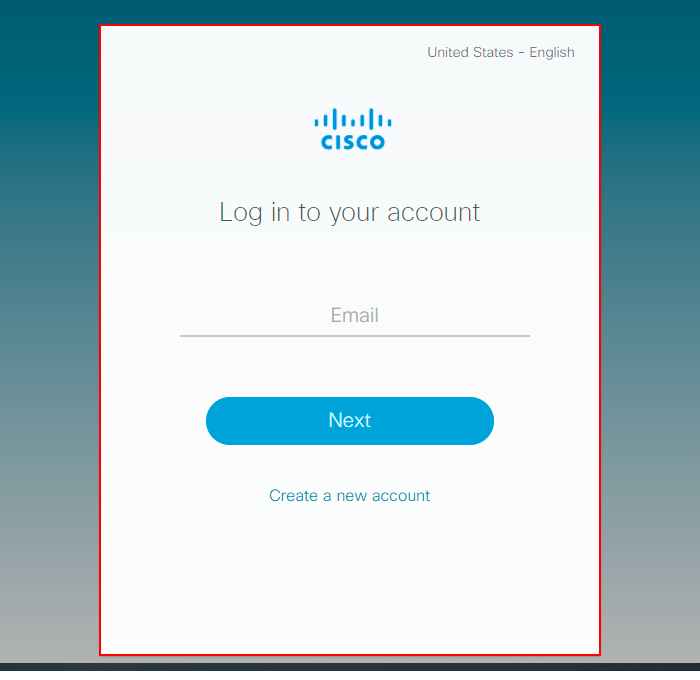 United States - English
CISCO
Log in to your account
Email
Next
Create a new account